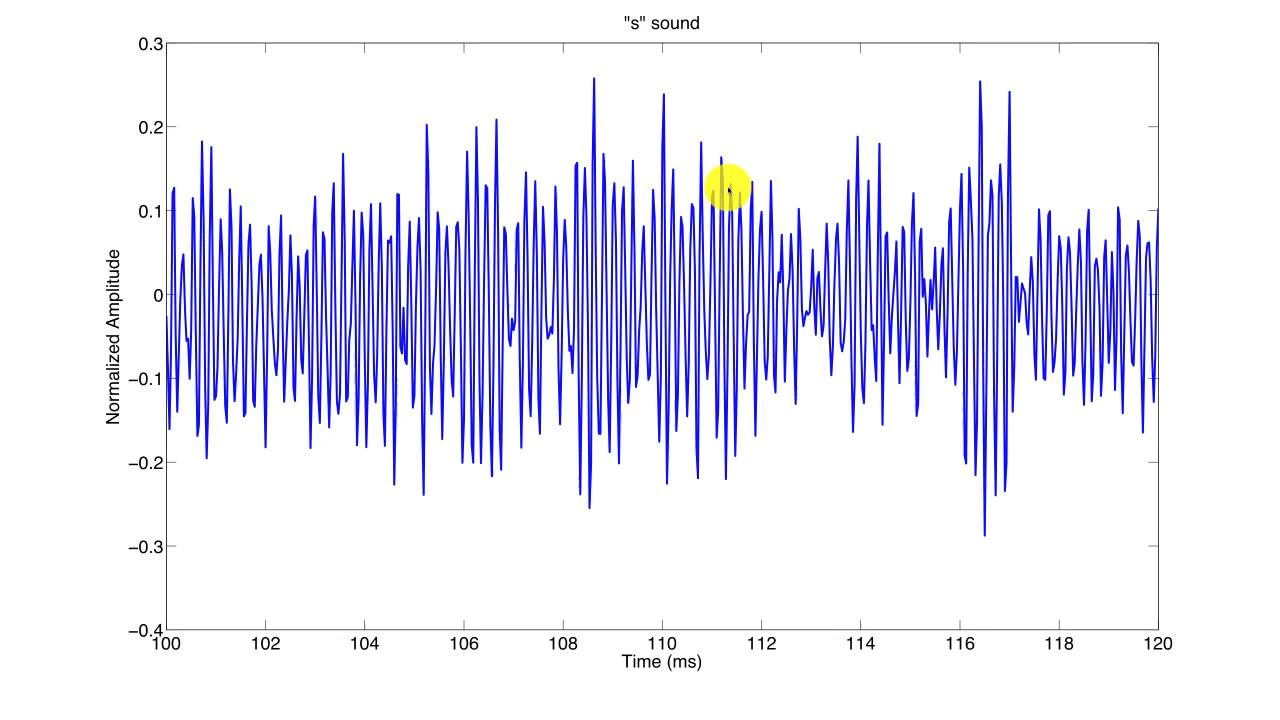 "s" sound
0.3
0.2
0.1
0
−0.1
−0.2
−0.3
−0.4
Normalized Amplitude
100 102 104 106 108 110 112 114 116 118 120
Time (ms)